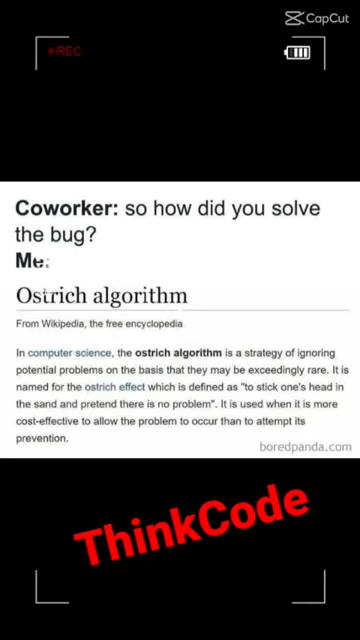 CapCut
REC
Coworker: so how did you solve
the bug?
Me:
Ostrich algorithm
From Wikipedia, the free encyclopedia
In computer science, the ostrich algorithm is a strategy of ignoring
potential problems on the basis that they may be exceedingly rare. It is
named for the ostrich effect which is defined as "to stick one's head in
the sand and pretend there is no problem". It is used when it is more
cost-effective to allow the problem to occur than to attempt its
prevention.
boredpanda.com
ThinkCode